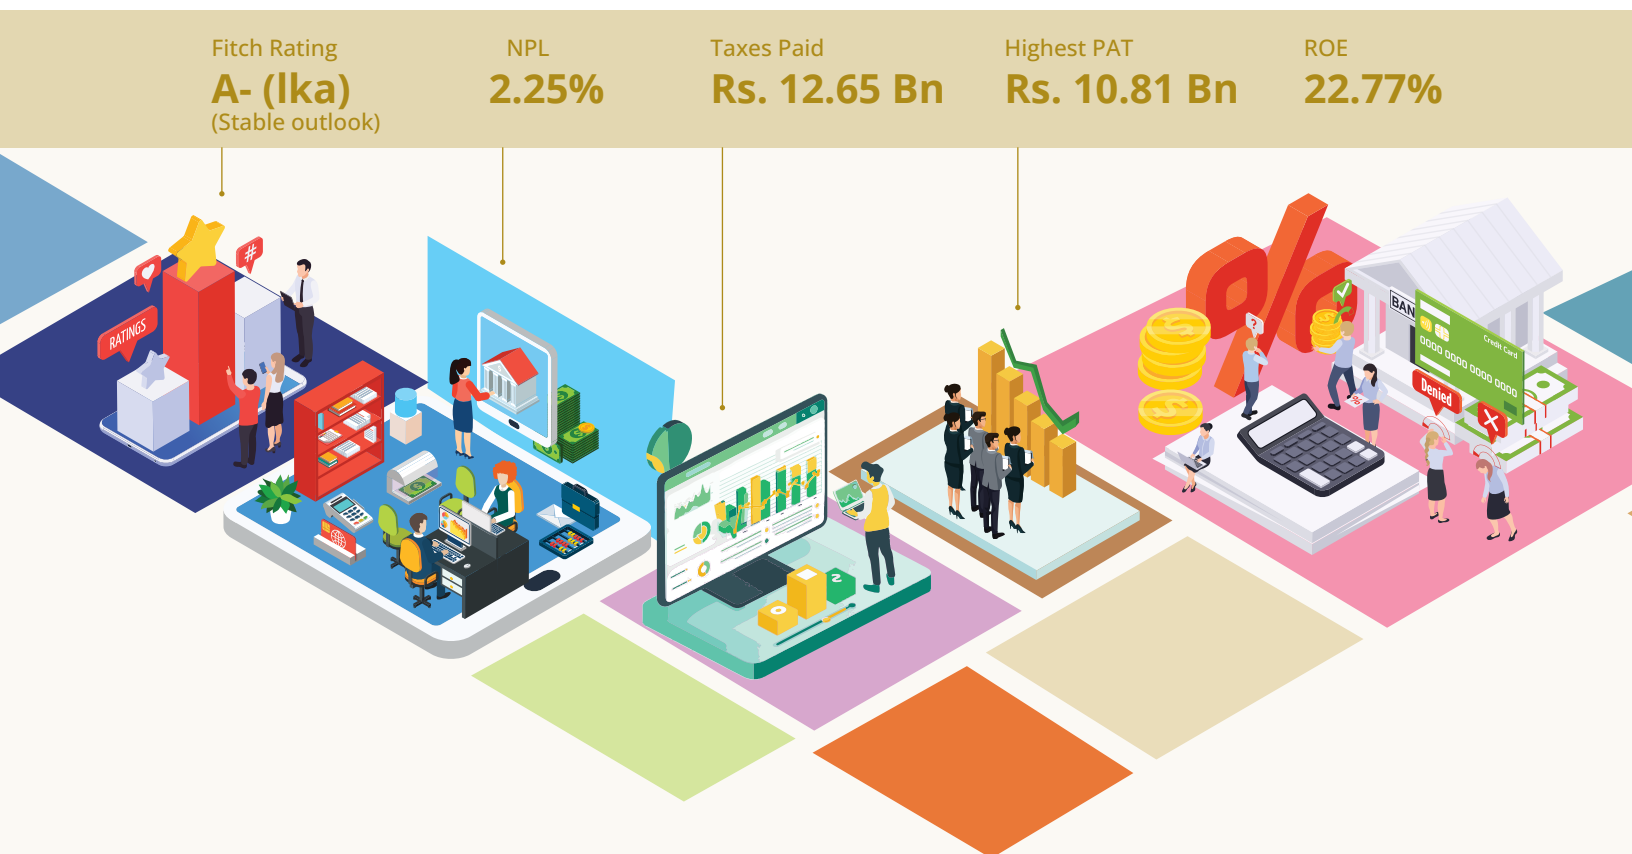 Fitch Rating
A- (lka)
(Stable outlook)
NPL
2.25%
Taxes Paid
Rs. 12.65 Bn
Highest PAT
Rs. 10.81 Bn
ROE
22.77%
#
RATINGS
%
?
BAN
Credit Card
0000 0000 0000 0000
Denied
%